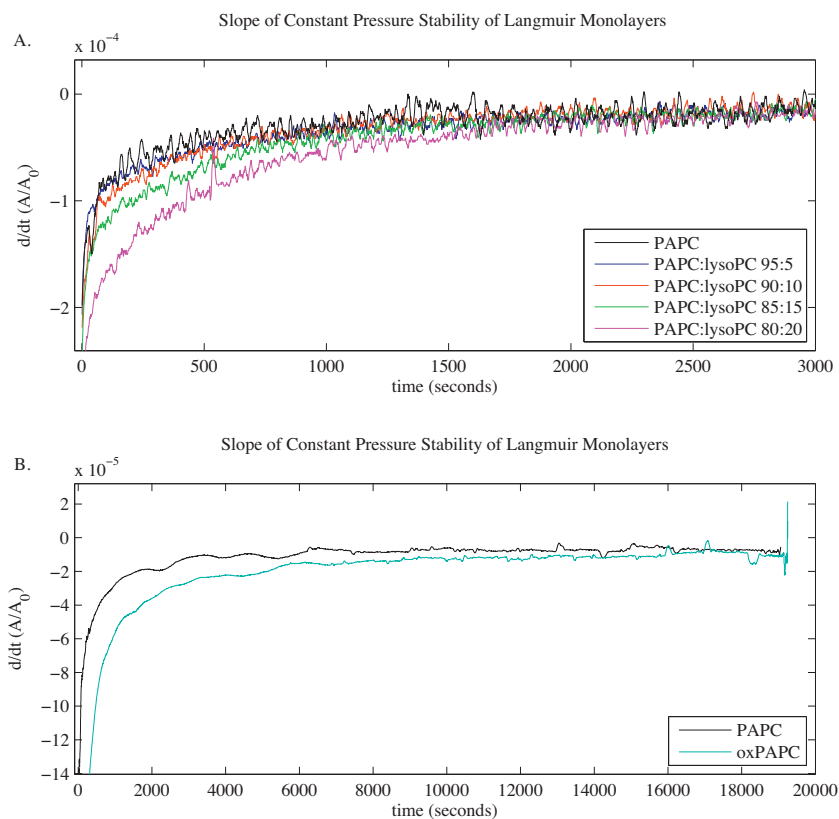 Slope of Constant Pressure Stability of Langmuir Monolayers
A.
x 10⁻⁴
0
−1
−2
d/dt (A/A₀)
PAPC
PAPC:lysoPC 95:5
PAPC:lysoPC 90:10
PAPC:lysoPC 85:15
PAPC:lysoPC 80:20
0 500 1000 1500 2000 2500 3000
time (seconds)
Slope of Constant Pressure Stability of Langmuir Monolayers
B.
x 10⁻⁵
2
0
−2
−4
−6
−8
−10
−12
−14
d/dt (A/A₀)
PAPC
oxPAPC
0 2000 4000 6000 8000 10000 12000 14000 16000 18000 20000
time (seconds)